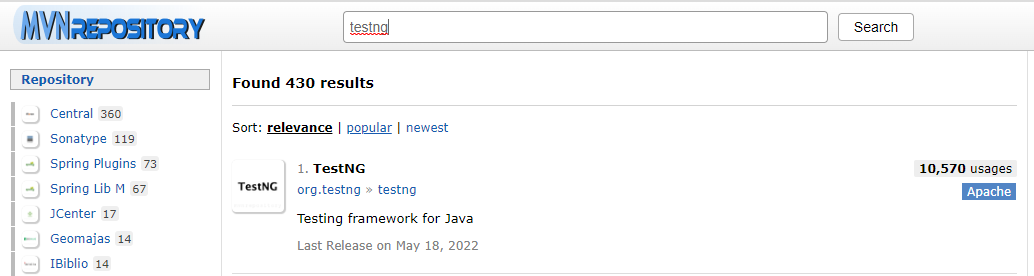 MVNREPOSITORY
testng
Search
Repository
Central 360
Sonatype 119
Spring Plugins 73
Spring Lib M 67
JCenter 17
Geomajas 14
IBiblio 14
Found 430 results
Sort: relevance | popular | newest
TestNG
1. TestNG
10,570 usages
org.testng » testng
Apache
Testing framework for Java
Last Release on May 18, 2022